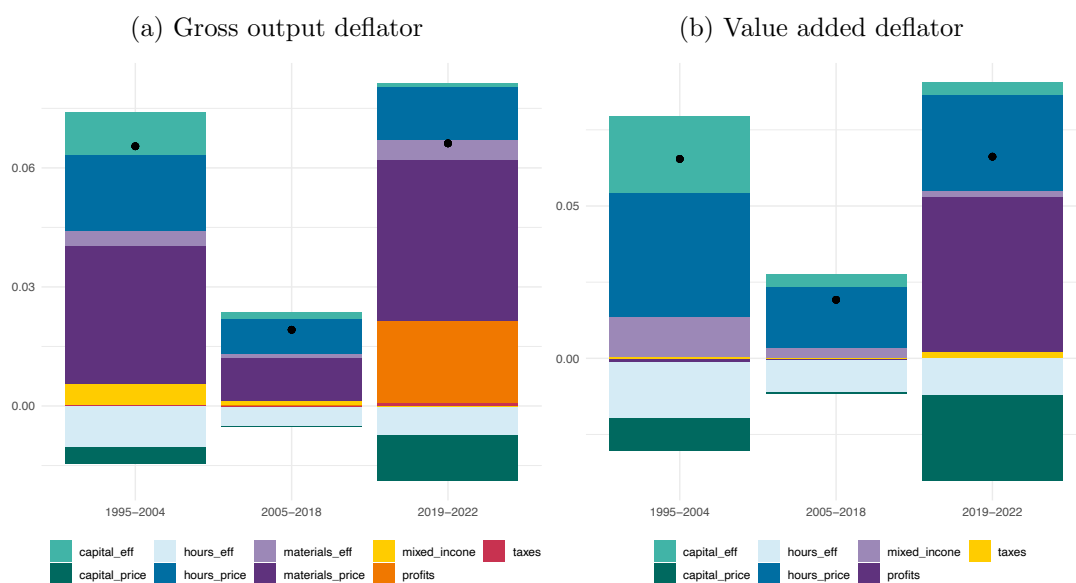 (a) Gross output deflator
(b) Value added deflator
0.06
0.03
0.00
0.05
0.00
1995−2004
2005−2018
2019−2022
1995−2004
2005−2018
2019−2022
capital_eff
hours_eff
materials_eff
mixed_incone
taxes
capital_price
hours_price
materials_price
profits
capital_eff
hours_eff
mixed_income
taxes
capital_price
hours_price
profits